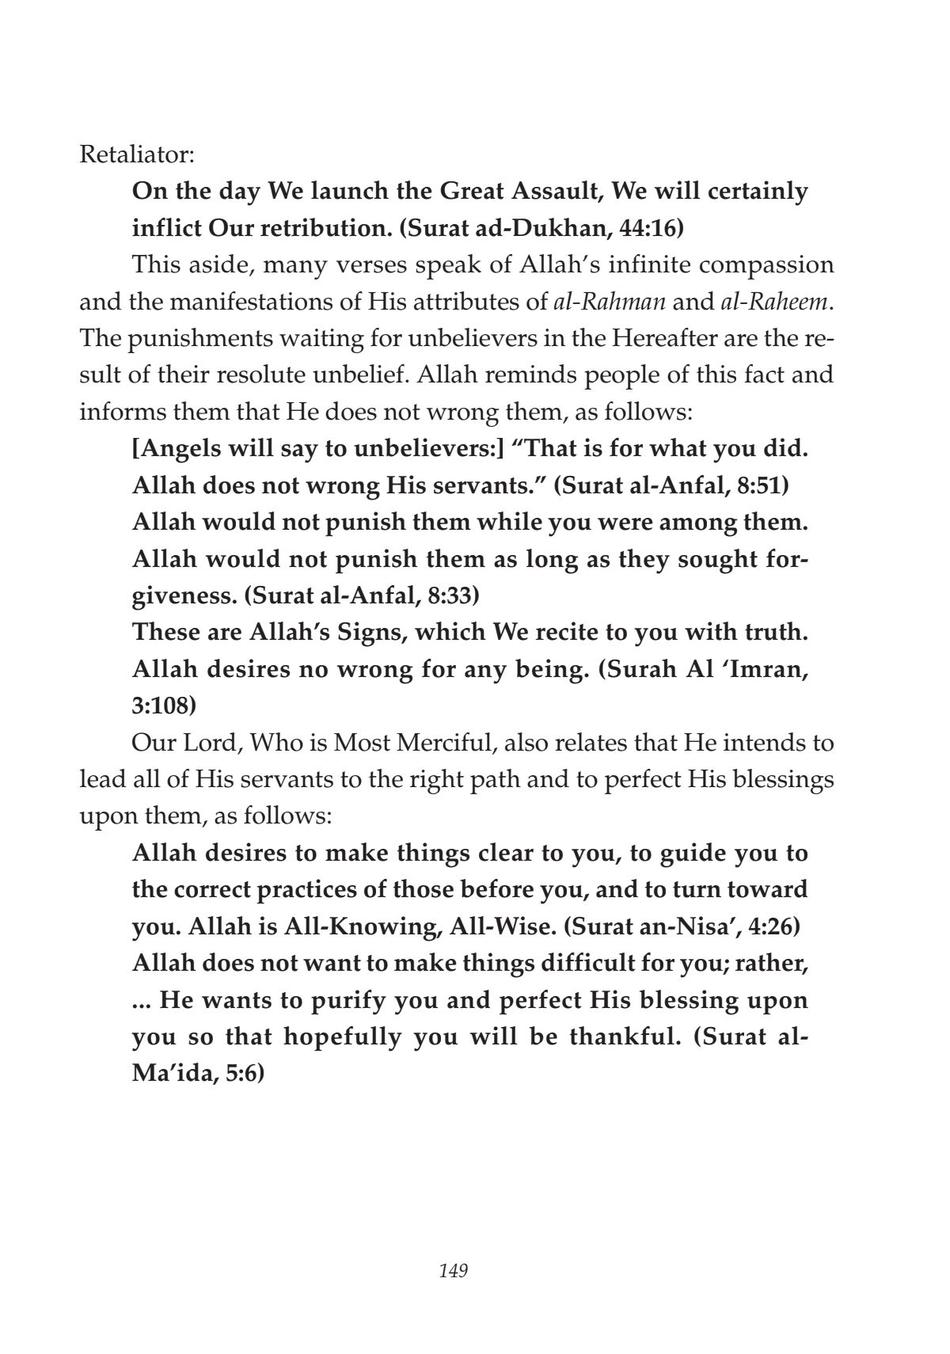 Retaliator:
On the day We launch the Great Assault, We will certainly
inflict Our retribution. (Surat ad-Dukhan, 44:16)
This aside, many verses speak of Allah’s infinite compassion
and the manifestations of His attributes of al-Rahman and al-Raheem.
The punishments waiting for unbelievers in the Hereafter are the re-
sult of their resolute unbelief. Allah reminds people of this fact and
informs them that He does not wrong them, as follows:
[Angels will say to unbelievers:] “That is for what you did.
Allah does not wrong His servants.” (Surat al-Anfal, 8:51)
Allah would not punish them while you were among them.
Allah would not punish them as long as they sought for-
giveness. (Surat al-Anfal, 8:33)
These are Allah’s Signs, which We recite to you with truth.
Allah desires no wrong for any being. (Surah Al ‘Imran,
3:108)
Our Lord, Who is Most Merciful, also relates that He intends to
lead all of His servants to the right path and to perfect His blessings
upon them, as follows:
Allah desires to make things clear to you, to guide you to
the correct practices of those before you, and to turn toward
you. Allah is All-Knowing, All-Wise. (Surat an-Nisa’, 4:26)
Allah does not want to make things difficult for you; rather,
... He wants to purify you and perfect His blessing upon
you so that hopefully you will be thankful. (Surat al-
Ma’ida, 5:6)
149